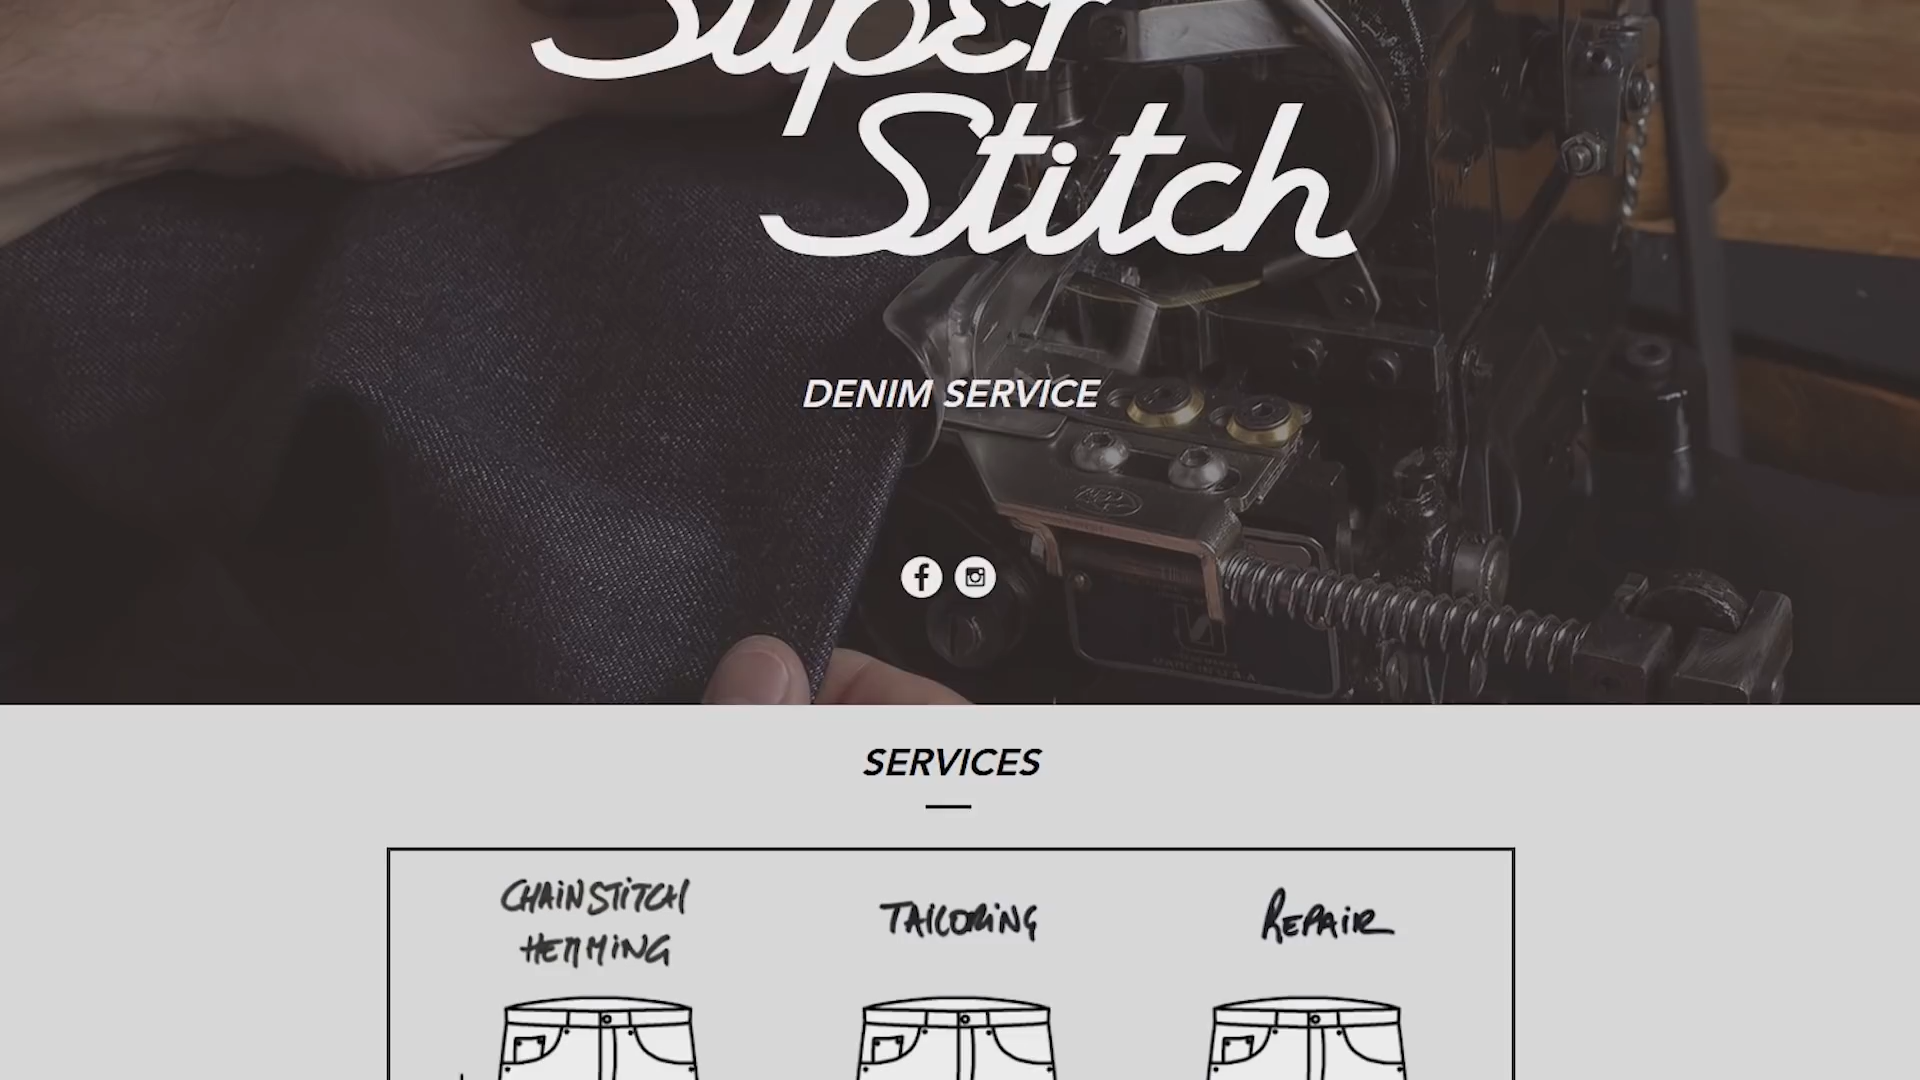 Super
Stitch
DENIM SERVICE
SERVICES
CHAINSTITCH
HEMMING
TAILORING
REPAIR